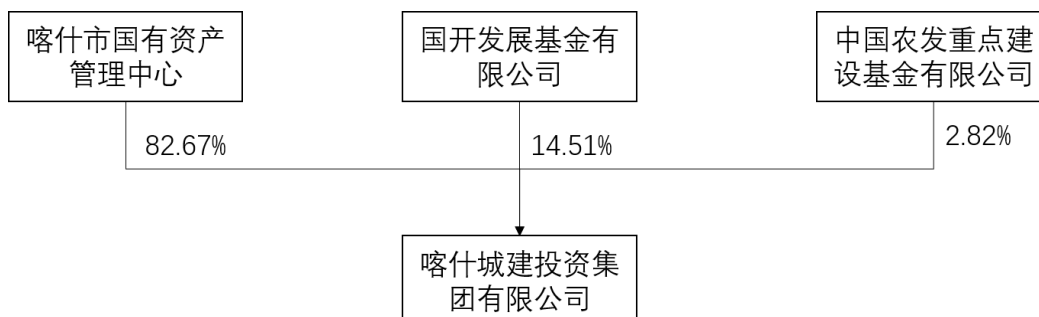 喀什市国有资产
管理中心
国开发展基金有
限公司
中国农发重点建
设基金有限公司
82.67%
14.51%
2.82%
喀什城建投资集
团有限公司